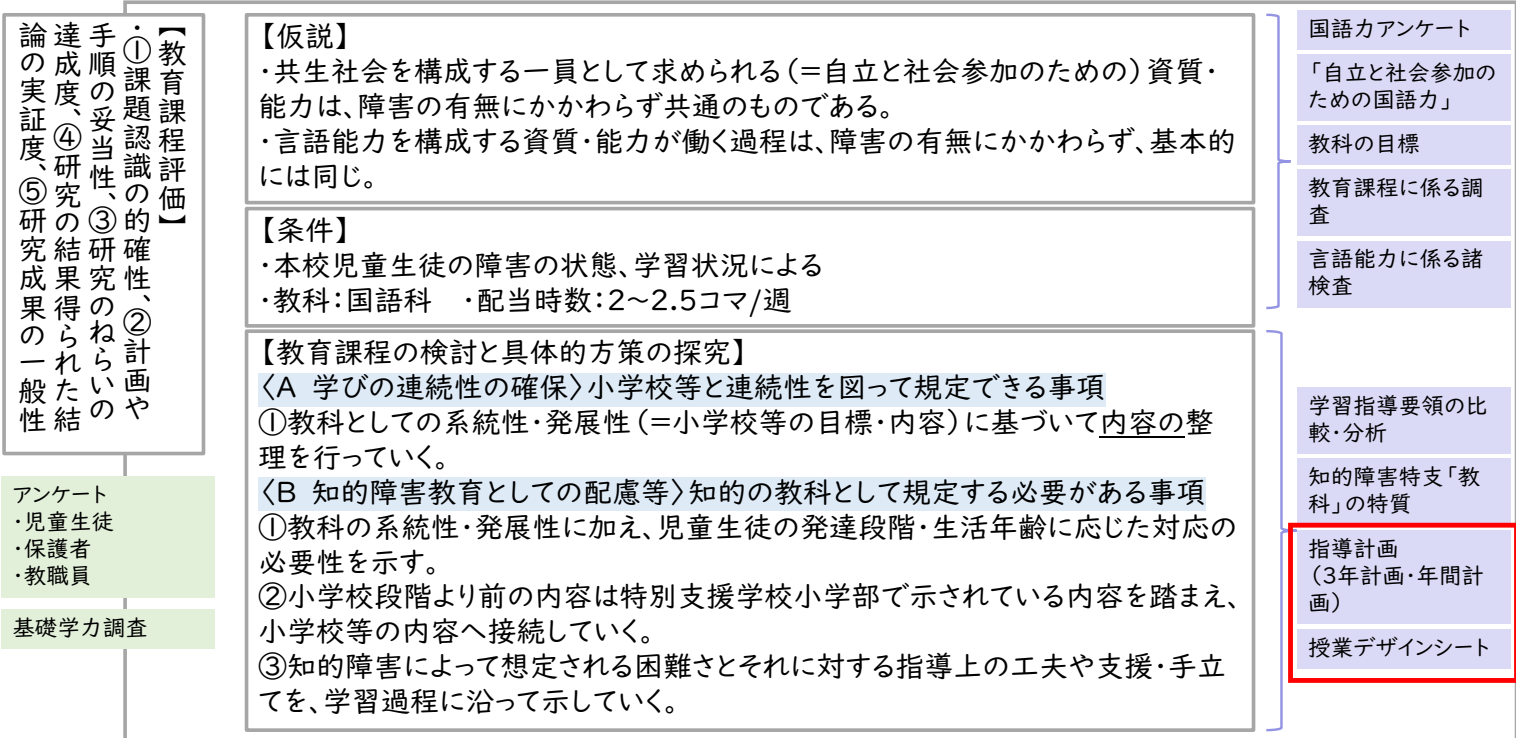 【教育課程評価】
・①課題認識の的確性、②計画や
手順の妥当性、③研究のねらいの
達成度、④研究の結果得られた結
論の実証度、⑤研究成果の一般性
アンケート
・児童生徒
・保護者
・教職員
基礎学力調査
【仮説】
・共生社会を構成する一員として求められる（＝自立と社会参加のための）資質・
能力は、障害の有無にかかわらず共通のものである。
・言語能力を構成する資質・能力が働く過程は、障害の有無にかかわらず、基本的
には同じ。
【条件】
・本校児童生徒の障害の状態、学習状況による
・教科：国語科　・配当時数：2～2.5コマ/週
【教育課程の検討と具体的方策の探究】
〈A 学びの連続性の確保〉小学校等と連続性を図って規定できる事項
①教科としての系統性・発展性（＝小学校等の目標・内容）に基づいて内容の整
理を行っていく。
〈B 知的障害教育としての配慮等〉知的の教科として規定する必要がある事項
①教科の系統性・発展性に加え、児童生徒の発達段階・生活年齢に応じた対応の
必要性を示す。
②小学校段階より前の内容は特別支援学校小学部で示されている内容を踏まえ、
小学校等の内容へ接続していく。
③知的障害によって想定される困難さとそれに対する指導上の工夫や支援・手立
てを、学習過程に沿って示していく。
国語力アンケート
「自立と社会参加の
ための国語力」
教科の目標
教育課程に係る調
査
言語能力に係る諸
検査
学習指導要領の比
較・分析
知的障害特支「教
科」の特質
指導計画
（3年計画・年間計
画）
授業デザインシート